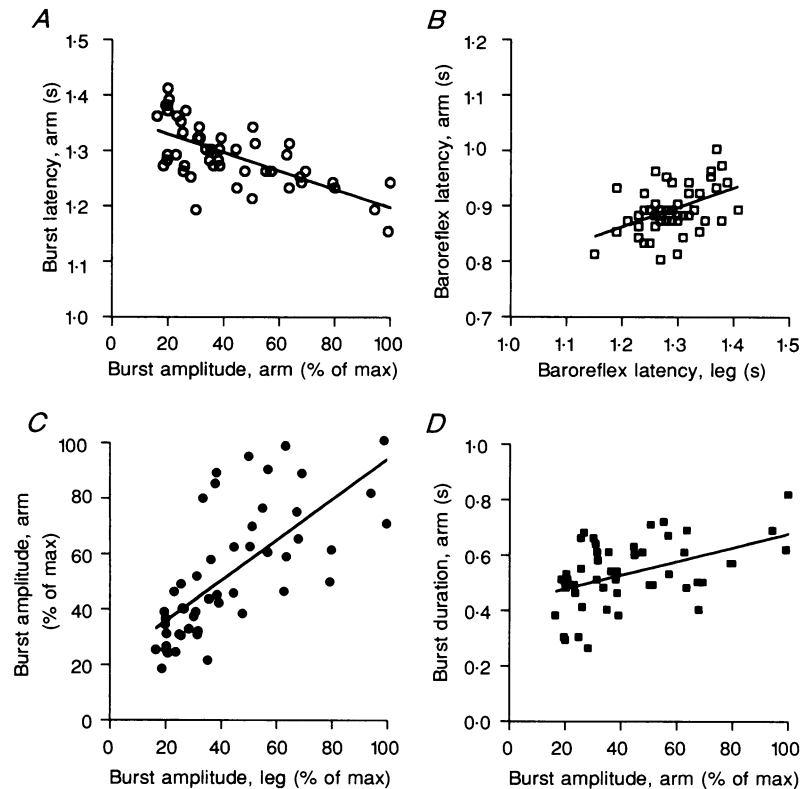 A
1·5
1·4
1·3
1·2
1·1
1·0
Burst latency, arm (s)
0 20 40 60 80 100
Burst amplitude, arm (% of max)
B
1·2
1·1
1·0
0·9
0·8
0·7
Baroreflex latency, arm (s)
1·0 1·1 1·2 1·3 1·4 1·5
Baroreflex latency, leg (s)
C
100
80
60
40
20
0
Burst amplitude, arm
(% of max)
0 20 40 60 80 100
Burst amplitude, leg (% of max)
D
1·0
0·8
0·6
0·4
0·2
0·0
Burst duration, arm (s)
0 20 40 60 80 100
Burst amplitude, arm (% of max)